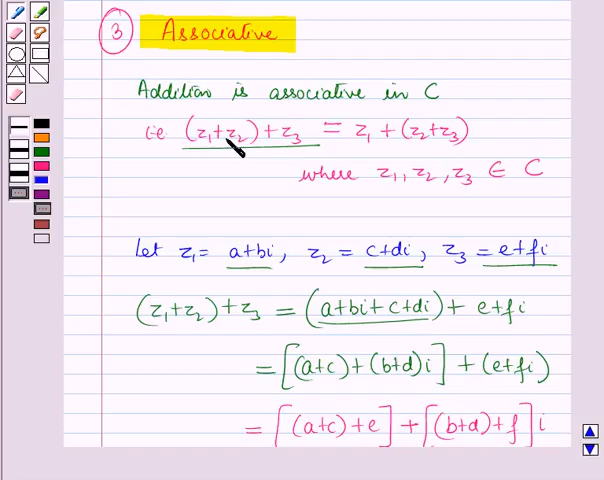 3 Associative
Addition is associative in C
i.e (z₁+z₂)+z₃ = z₁+(z₂+z₃)
where z₁, z₂, z₃ ∈ C
Let z₁ = a+bi, z₂ = c+di, z₃ = e+fi
(z₁+z₂)+z₃ = (a+bi+c+di)+ e+fi
= [(a+c)+(b+d)i] +(e+fi)
= [(a+c)+e]+[(b+d)+f]i